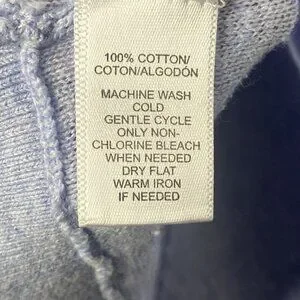 100% COTTON/
COTON/ALGODÓN
MACHINE WASH
COLD
GENTLE CYCLE
ONLY NON-
CHLORINE BLEACH
WHEN NEEDED
DRY FLAT
WARM IRON
IF NEEDED